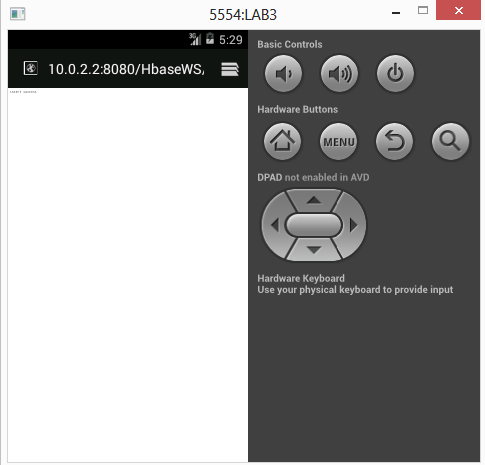 5554:LAB3
3G 5:29
10.0.2.2:8080/HbaseWS/
Basic Controls
Hardware Buttons
MENU
DPAD not enabled in AVD
Hardware Keyboard
Use your physical keyboard to provide input